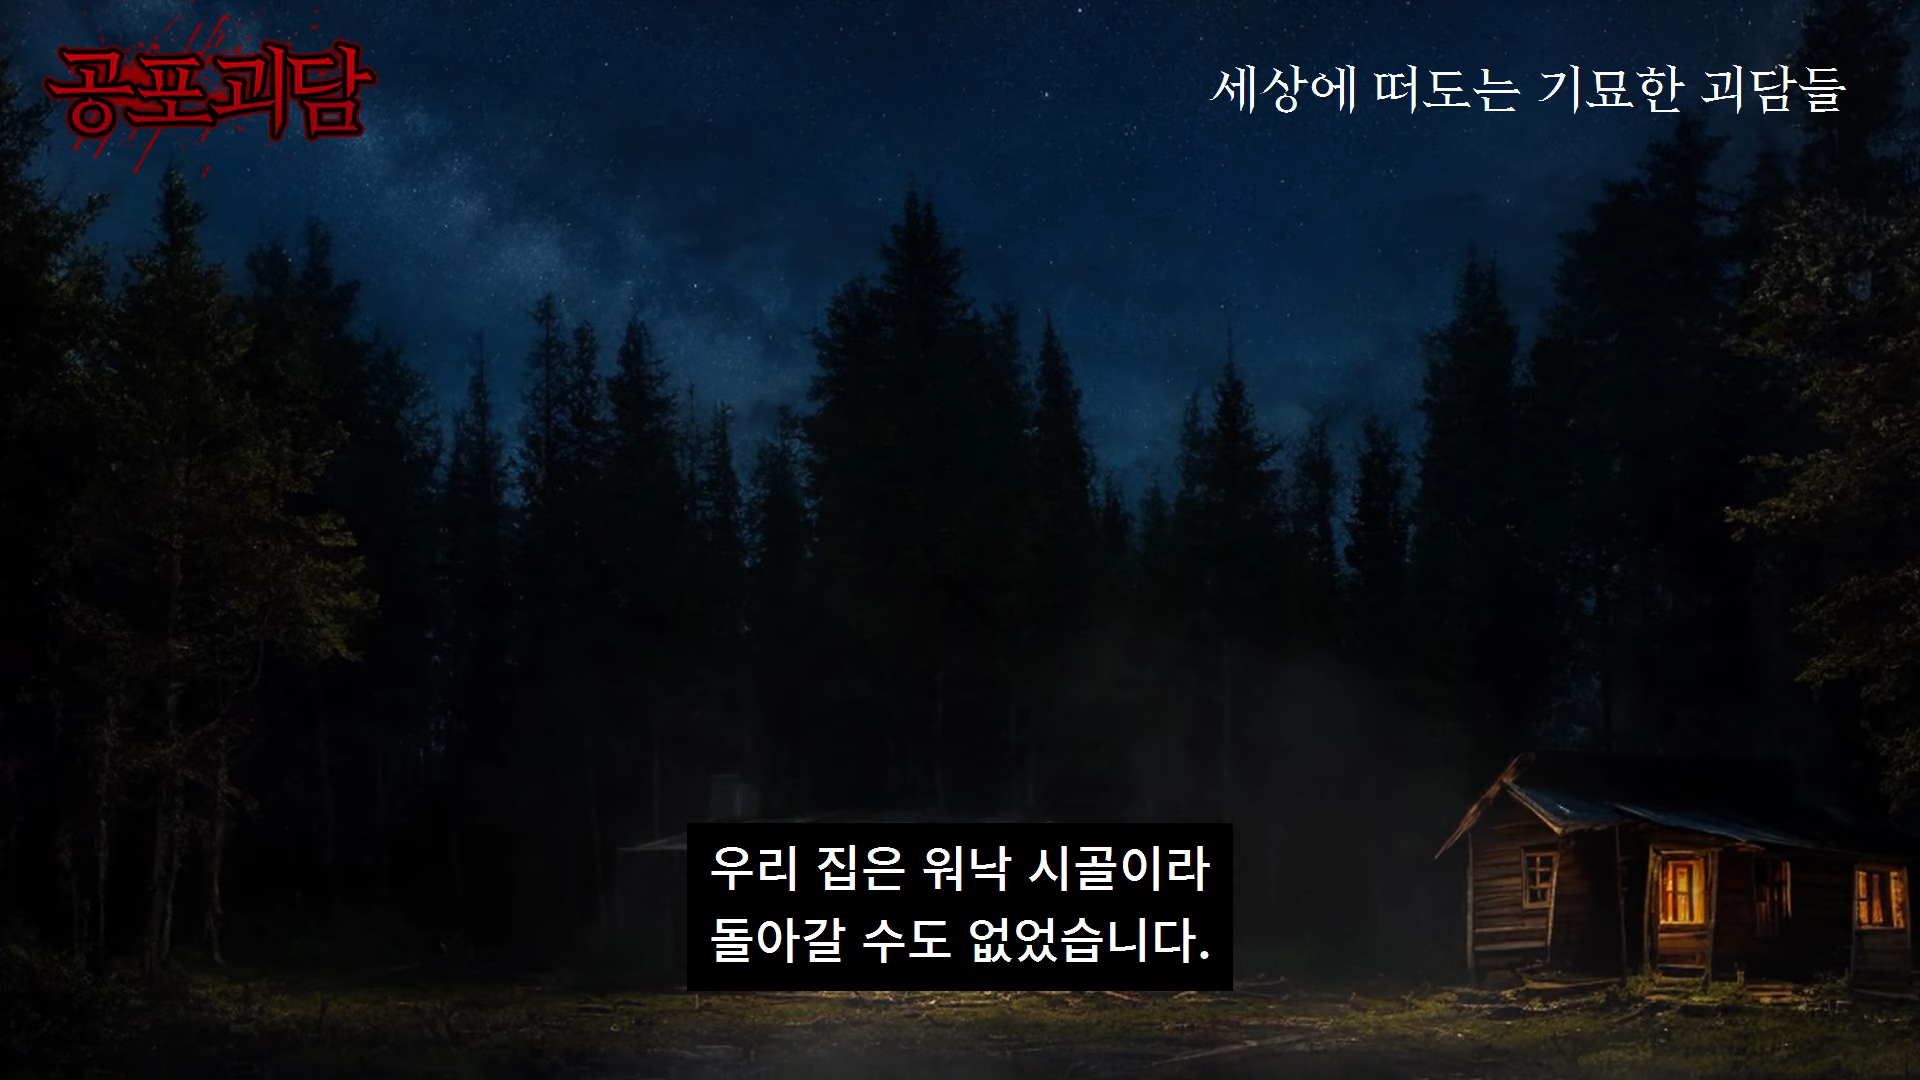 공포괴담
세상에 떠도는 기묘한 괴담들
우리 집은 워낙 시골이라
돌아갈 수도 없었습니다.